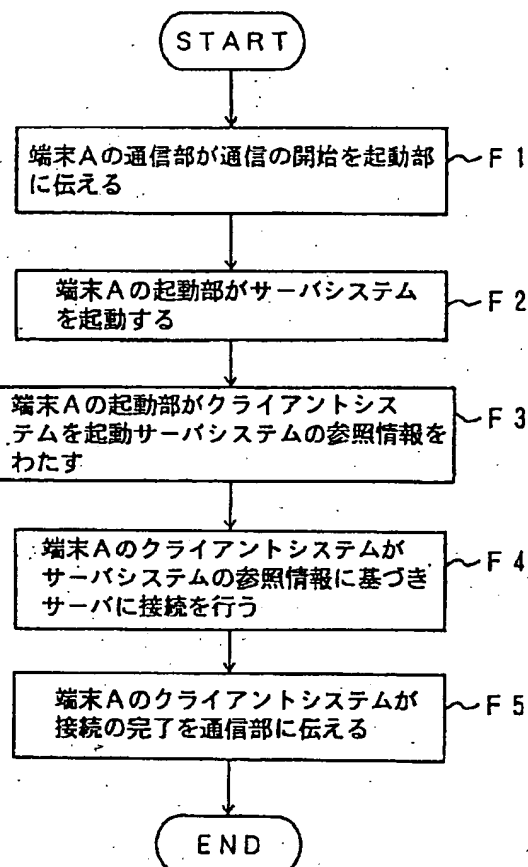 START
端末Aの通信部が通信の開始を起動部
に伝える
F1
端末Aの起動部がサーバシステム
を起動する
F2
端末Aの起動部がクライアントシス
テムを起動サーバシステムの参照情報を
わたす
F3
端末Aのクライアントシステムが
サーバシステムの参照情報に基づき
サーバに接続を行う
F4
端末Aのクライアントシステムが
接続の完了を通信部に伝える
F5
END